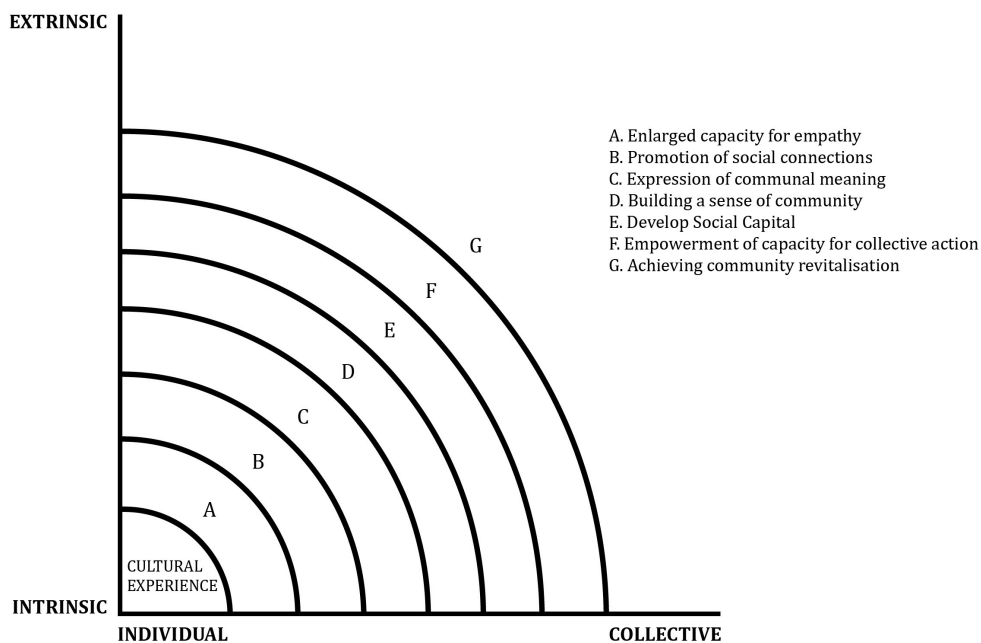 EXTRINSIC
A. Enlarged capacity for empathy
B. Promotion of social connections
C. Expression of communal meaning
D. Building a sense of community
E. Develop Social Capital
F. Empowerment of capacity for collective action
G. Achieving community revitalisation
G
F
E
D
C
B
A
CULTURAL
EXPERIENCE
INTRINSIC
INDIVIDUAL
COLLECTIVE